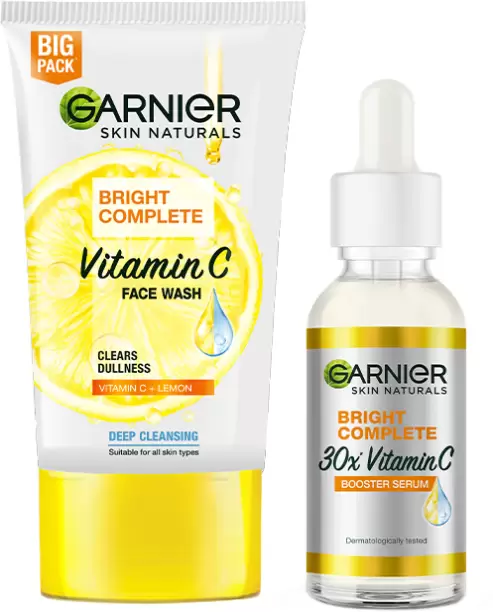 BIG
PACK*
GARNIER
SKIN NATURALS
BRIGHT
COMPLETE
Vitamin C
FACE WASH
CLEARS
DULLNESS
VITAMIN C + LEMON
DEEP CLEANSING
Suitable for all skin types
GARNIER
SKIN NATURALS
BRIGHT
COMPLETE
30x* Vitamin C
BOOSTER SERUM
Dermatologically tested